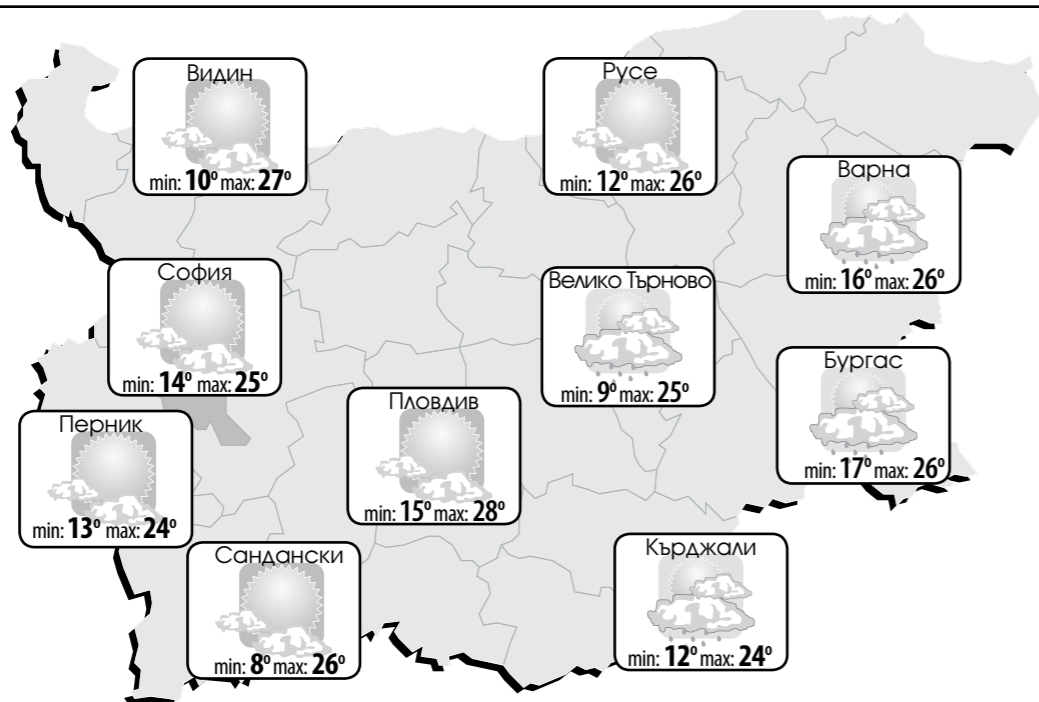 Видин
min: 10° max: 27°
Русе
min: 12° max: 26°
Варна
min: 16° max: 26°
София
min: 14° max: 25°
Велико Търново
min: 9° max: 25°
Бургас
min: 17° max: 26°
Пловдив
min: 15° max: 28°
Перник
min: 13° max: 24°
Сандански
min: 8° max: 26°
Кърджали
min: 12° max: 24°